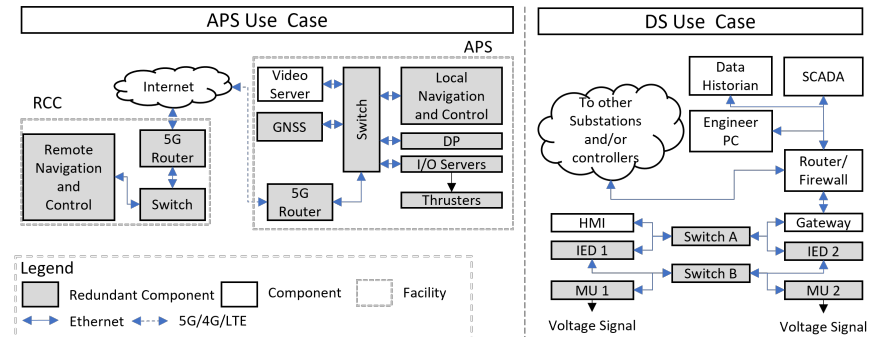 APS Use Case
APS
RCC
Internet
Remote
Navigation
and
Control
5G
Router
Switch
Video
Server
GNSS
Switch
Local
Navigation
and Control
DP
I/O Servers
Thrusters
5G
Router
Legend
Redundant Component
Component
Facility
Ethernet
5G/4G/LTE
DS Use Case
Data
Historian
SCADA
To other
Substations
and/or
controllers
Engineer
PC
Router/
Firewall
HMI
Switch A
Gateway
IED 1
IED 2
Switch B
MU 1
MU 2
Voltage Signal
Voltage Signal